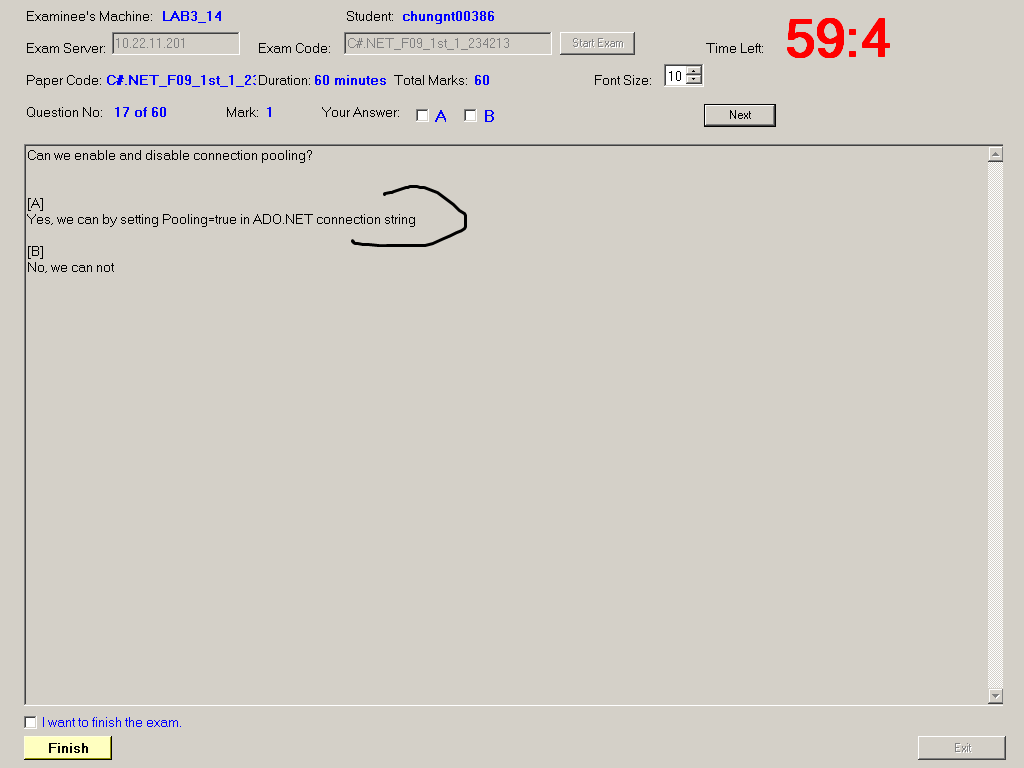 Examinee's Machine: LAB3_14 Student: chungnt00386
Exam Server: 10.22.11.201 Exam Code: C#.NET_F09_1st_1_234213 Start Exam Time Left: 59:4
Paper Code: C#.NET_F09_1st_1_23 Duration: 60 minutes Total Marks: 60 Font Size: 10
Question No: 17 of 60 Mark: 1 Your Answer: A B Next
Can we enable and disable connection pooling?
[A]
Yes, we can by setting Pooling=true in ADO.NET connection string
[B]
No, we can not
I want to finish the exam.
Finish Exit